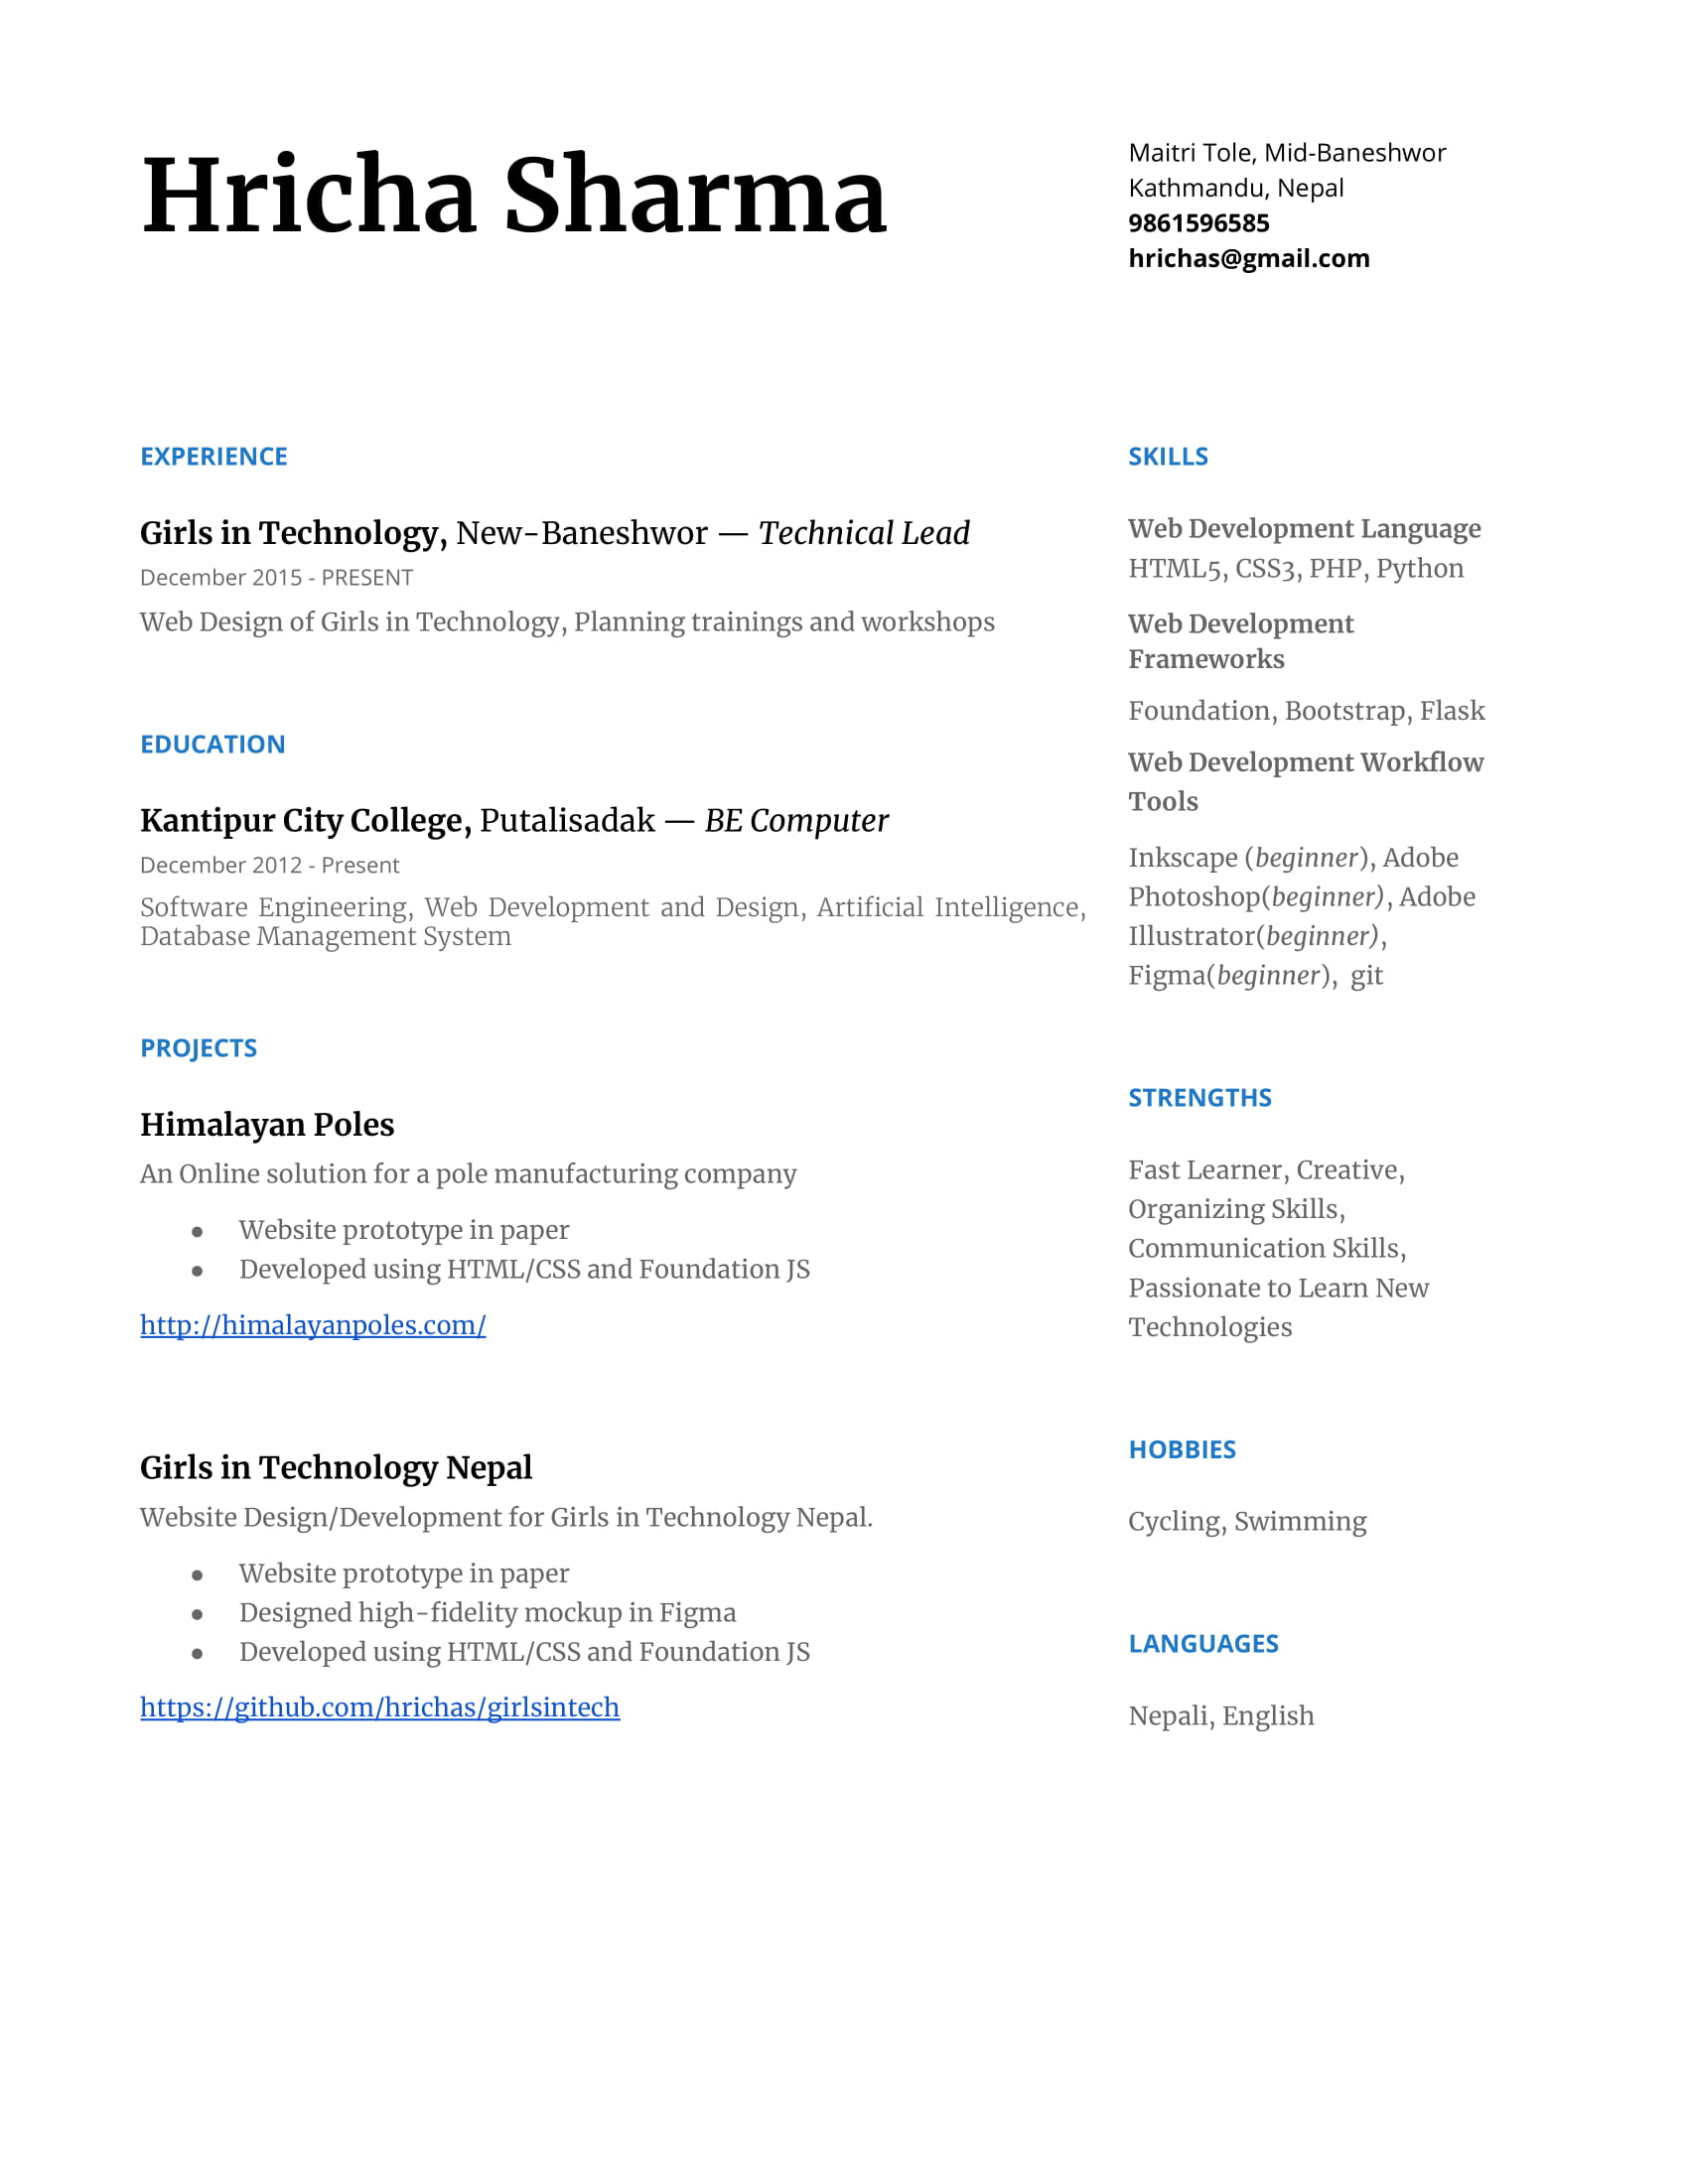 Hricha Sharma
Maitri Tole, Mid-Baneshwor
Kathmandu, Nepal
9861596585
hrichas@gmail.com
EXPERIENCE
Girls in Technology, New-Baneshwor — Technical Lead
December 2015 - PRESENT
Web Design of Girls in Technology, Planning trainings and workshops
EDUCATION
Kantipur City College, Putalisadak — BE Computer
December 2012 - Present
Software Engineering, Web Development and Design, Artificial Intelligence,
Database Management System
PROJECTS
Himalayan Poles
An Online solution for a pole manufacturing company
● Website prototype in paper
● Developed using HTML/CSS and Foundation JS
http://himalayanpoles.com/
Girls in Technology Nepal
Website Design/Development for Girls in Technology Nepal.
● Website prototype in paper
● Designed high-fidelity mockup in Figma
● Developed using HTML/CSS and Foundation JS
https://github.com/hrichas/girlsintech
SKILLS
Web Development Language
HTML5, CSS3, PHP, Python
Web Development
Frameworks
Foundation, Bootstrap, Flask
Web Development Workflow
Tools
Inkscape (beginner), Adobe
Photoshop(beginner), Adobe
Illustrator(beginner),
Figma(beginner), git
STRENGTHS
Fast Learner, Creative,
Organizing Skills,
Communication Skills,
Passionate to Learn New
Technologies
HOBBIES
Cycling, Swimming
LANGUAGES
Nepali, English